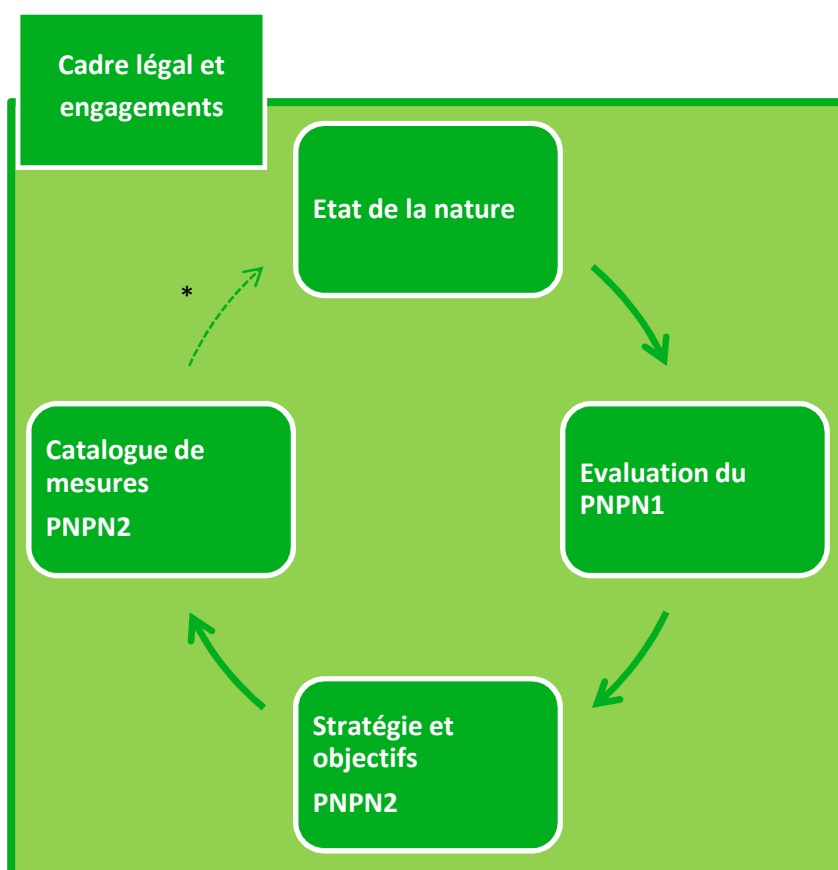 Cadre légal et
engagements
Etat de la nature
*
Catalogue de
mesures
PNPN2
Evaluation du
PNPN1
Stratégie et
objectifs
PNPN2